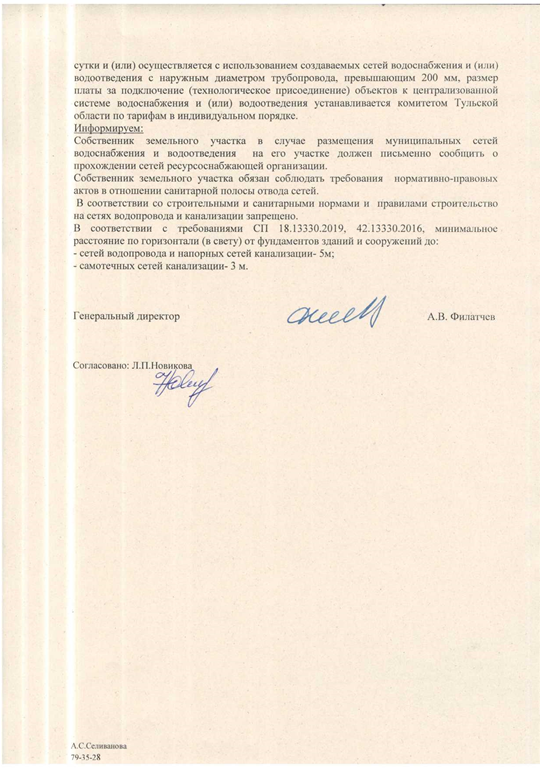 сутки и (или) осуществляется с использованием создаваемых сетей водоснабжения и (или)
водоотведения с наружным диаметром трубопровода, превышающим 200 мм, размер
платы за подключение (технологическое присоединение) объектов к централизованной
системе водоснабжения и (или) водоотведения устанавливается комитетом Тульской
области по тарифам в индивидуальном порядке.
Информируем:
Собственник земельного участка в случае размещения муниципальных сетей
водоснабжения и водоотведения на его участке должен письменно сообщить о
прохождении сетей ресурсоснабжающей организации.
Собственник земельного участка обязан соблюдать требования нормативно-правовых
актов в отношении санитарной полосы отвода сетей.
В соответствии со строительными и санитарными нормами и правилами строительство
на сетях водопровода и канализации запрещено.
В соответствии с требованиями СП 18.13330.2019, 42.13330.2016, минимальное
расстояние по горизонтали (в свету) от фундаментов зданий и сооружений до:
- сетей водопровода и напорных сетей канализации- 5м;
- самотечных сетей канализации- 3 м.
Генеральный директор А.В. Филатчев
Согласовано: Л.П.Новикова
А.С.Селиванова
79-35-28